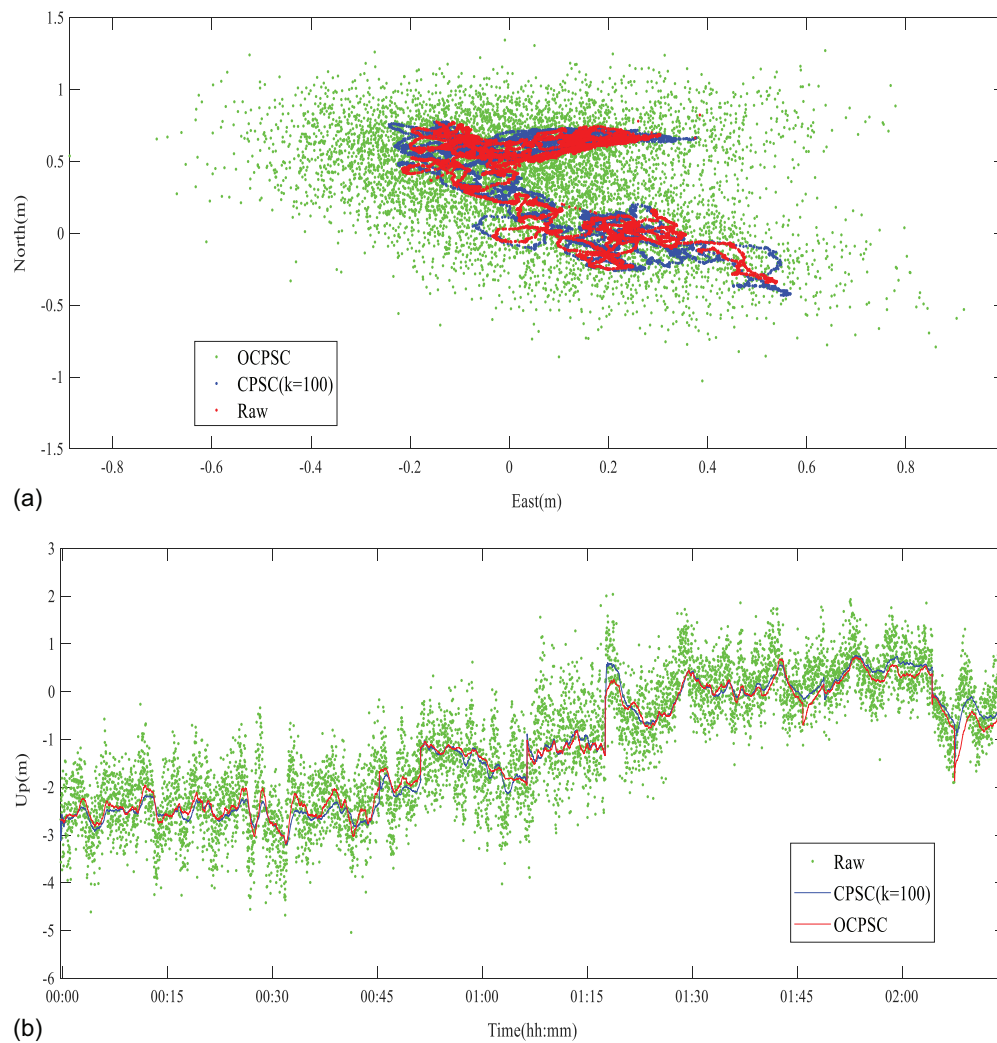 1.5
1
0.5
0
-0.5
-1
-1.5
North(m)
OCPSC
CPSC(k=100)
Raw
-0.8 -0.6 -0.4 -0.2 0 0.2 0.4 0.6 0.8
East(m)
(a)
3
2
1
0
-1
-2
-3
-4
-5
-6
Up(m)
Raw
CPSC(k=100)
OCPSC
00:00 00:15 00:30 00:45 01:00 01:15 01:30 01:45 02:00
Time(hh:mm)
(b)